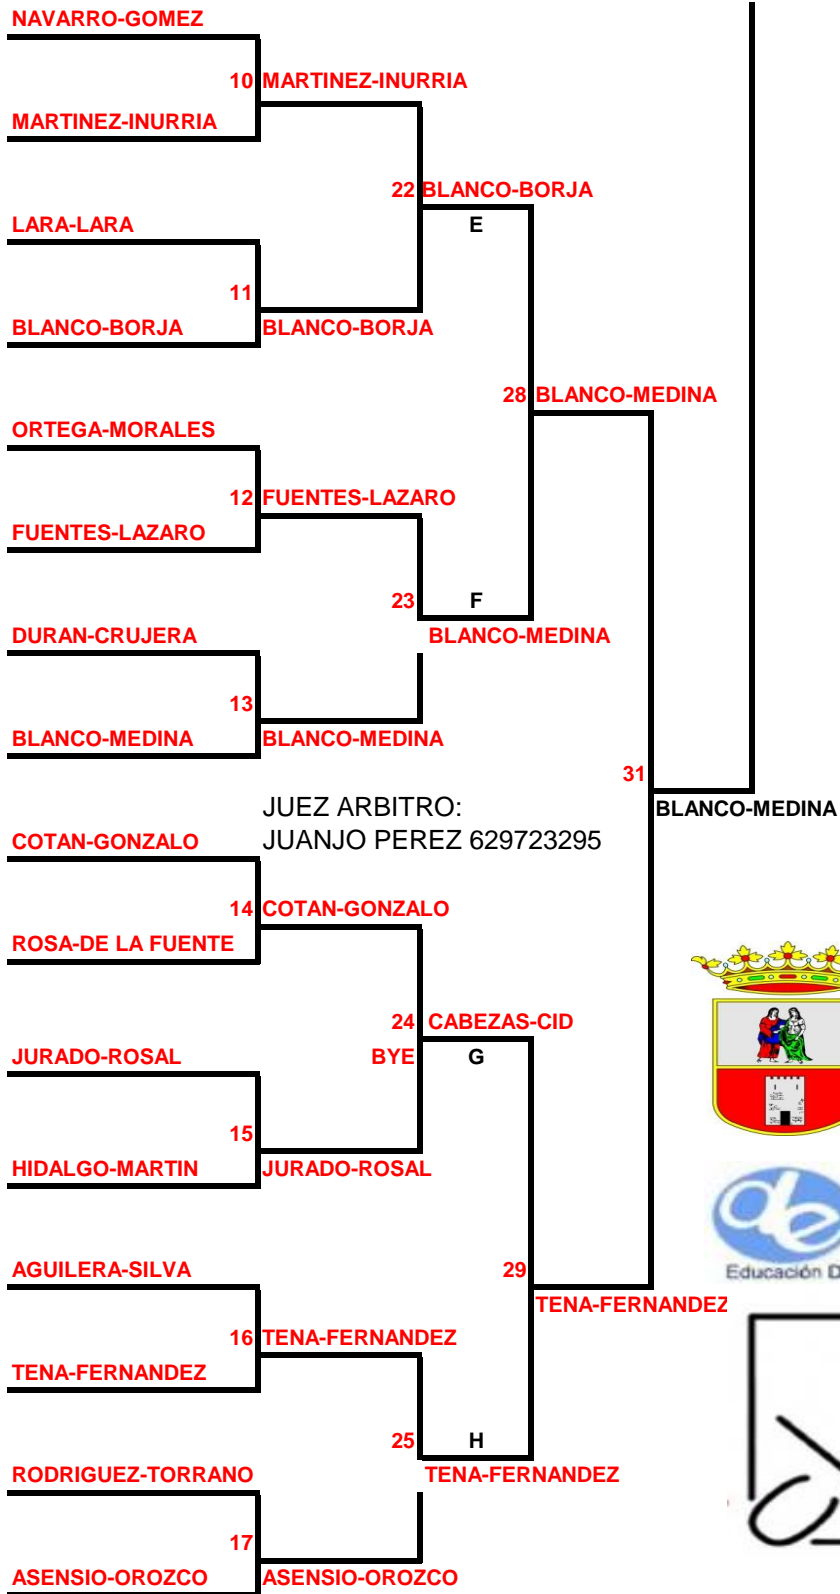 NAVARRO-GOMEZ
10 MARTINEZ-INURRIA
MARTINEZ-INURRIA
22 BLANCO-BORJA
LARA-LARA
E
11
BLANCO-BORJA
BLANCO-BORJA
28 BLANCO-MEDINA
ORTEGA-MORALES
12 FUENTES-LAZARO
FUENTES-LAZARO
23
F
DURAN-CRUJERA
BLANCO-MEDINA
13
BLANCO-MEDINA
BLANCO-MEDINA
31
JUEZ ARBITRO:
BLANCO-MEDINA
JUANJO PEREZ 629723295
COTAN-GONZALO
14 COTAN-GONZALO
ROSA-DE LA FUENTE
24 CABEZAS-CID
JURADO-ROSAL
BYE
G
15
HIDALGO-MARTIN
JURADO-ROSAL
AGUILERA-SILVA
29
de
Educación D
TENA-FERNANDEZ
16 TENA-FERNANDEZ
TENA-FERNANDEZ
25
H
RODRIGUEZ-TORRANO
TENA-FERNANDEZ
17
ASENSIO-OROZCO
ASENSIO-OROZCO